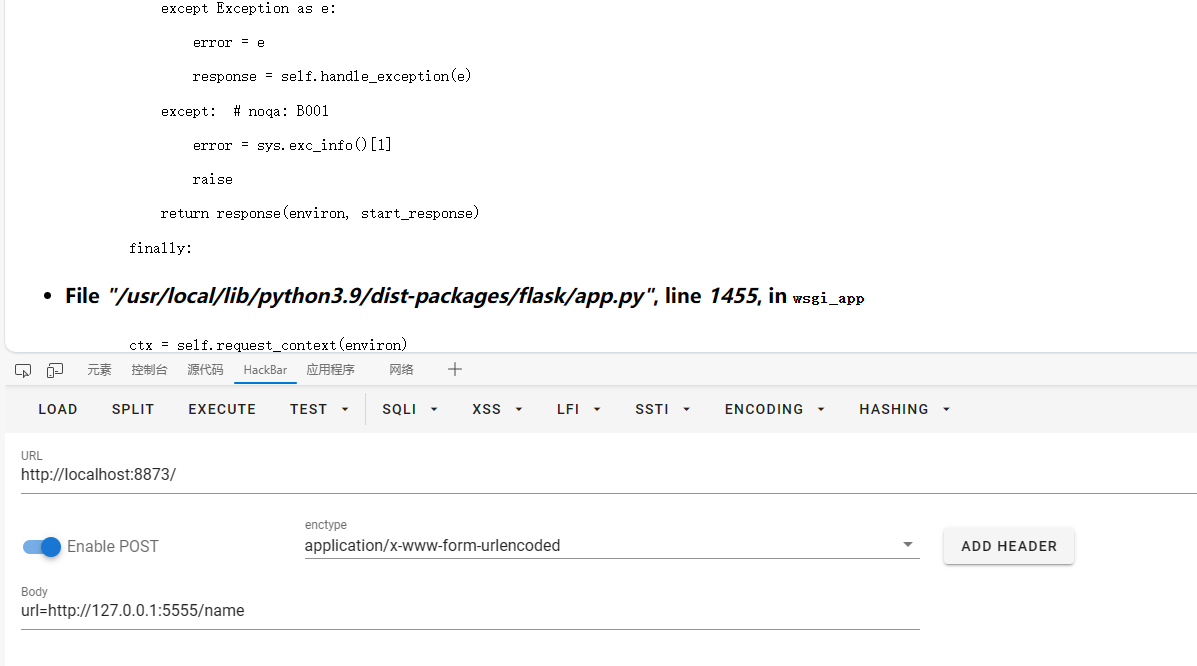 except Exception as e:
error = e
response = self.handle_exception(e)
except:  # noqa: B001
error = sys.exc_info()[1]
raise
return response(environ, start_response)
finally:
• File "/usr/local/lib/python3.9/dist-packages/flask/app.py", line 1455, in wsgi_app
ctx = self.request_context(environ)
元素 控制台 源代码 HackBar 应用程序 网络
LOAD SPLIT EXECUTE TEST SQLI XSS LFI SSTI ENCODING HASHING
URL
http://localhost:8873/
enctype
Enable POST application/x-www-form-urlencoded ADD HEADER
Body
url=http://127.0.0.1:5555/name